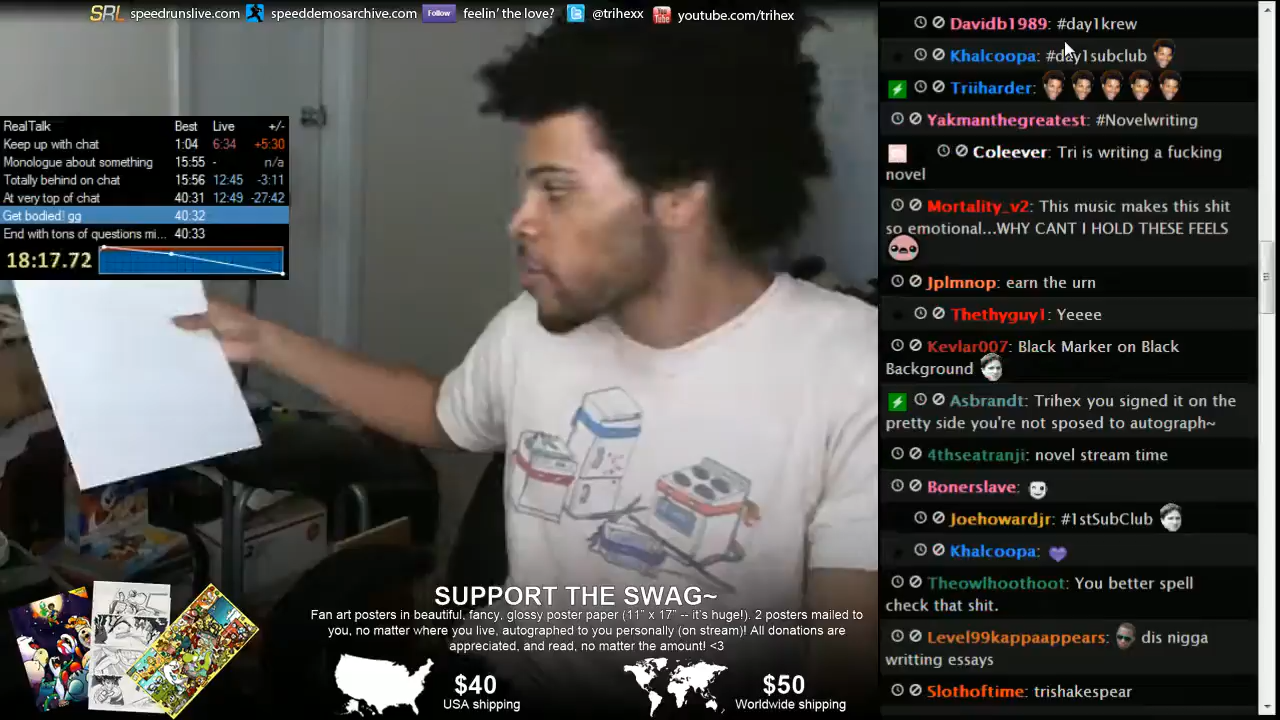 SRL speedrunslive.com speeddemosarchive.com Follow feelin' the love? @trihexx You Tube youtube.com/trihex
RealTalk Best Live +/-
Keep up with chat 1:04 6:34 +5:30
Monologue about something 15:55 - n/a
Totally behind on chat 15:56 12:45 -3:11
At very top of chat 40:31 12:49 -27:42
Get bodied! gg 40:32
End with tons of questions mi... 40:33
18:17.72
SUPPORT THE SWAG~
Fan art posters in beautiful, fancy, glossy poster paper (11" x 17" -- it's huge!). 2 posters mailed to
you, no matter where you live, autographed to you personally (on stream)! All donations are
appreciated, and read, no matter the amount! <3
$40
USA shipping
$50
Worldwide shipping
Davidb1989: #day1krew
Khalcoopa: #day1subclub
Triiharder:
Yakmanthegreatest: #Novelwriting
Coleever: Tri is writing a fucking
novel
Mortality_v2: This music makes this shit
so emotional...WHY CANT I HOLD THESE FEELS
Jplmnop: earn the urn
Thethyguy1: Yeeee
Kevlar007: Black Marker on Black
Background
Asbrandt: Trihex you signed it on the
pretty side you're not sposed to autograph~
4thseatranji: novel stream time
Bonerslave:
Joehowardjr: #1stSubClub
Khalcoopa:
Theowlhoothoot: You better spell
check that shit.
Level99kappaappears: dis nigga
writting essays
Slothoftime: trishakespear